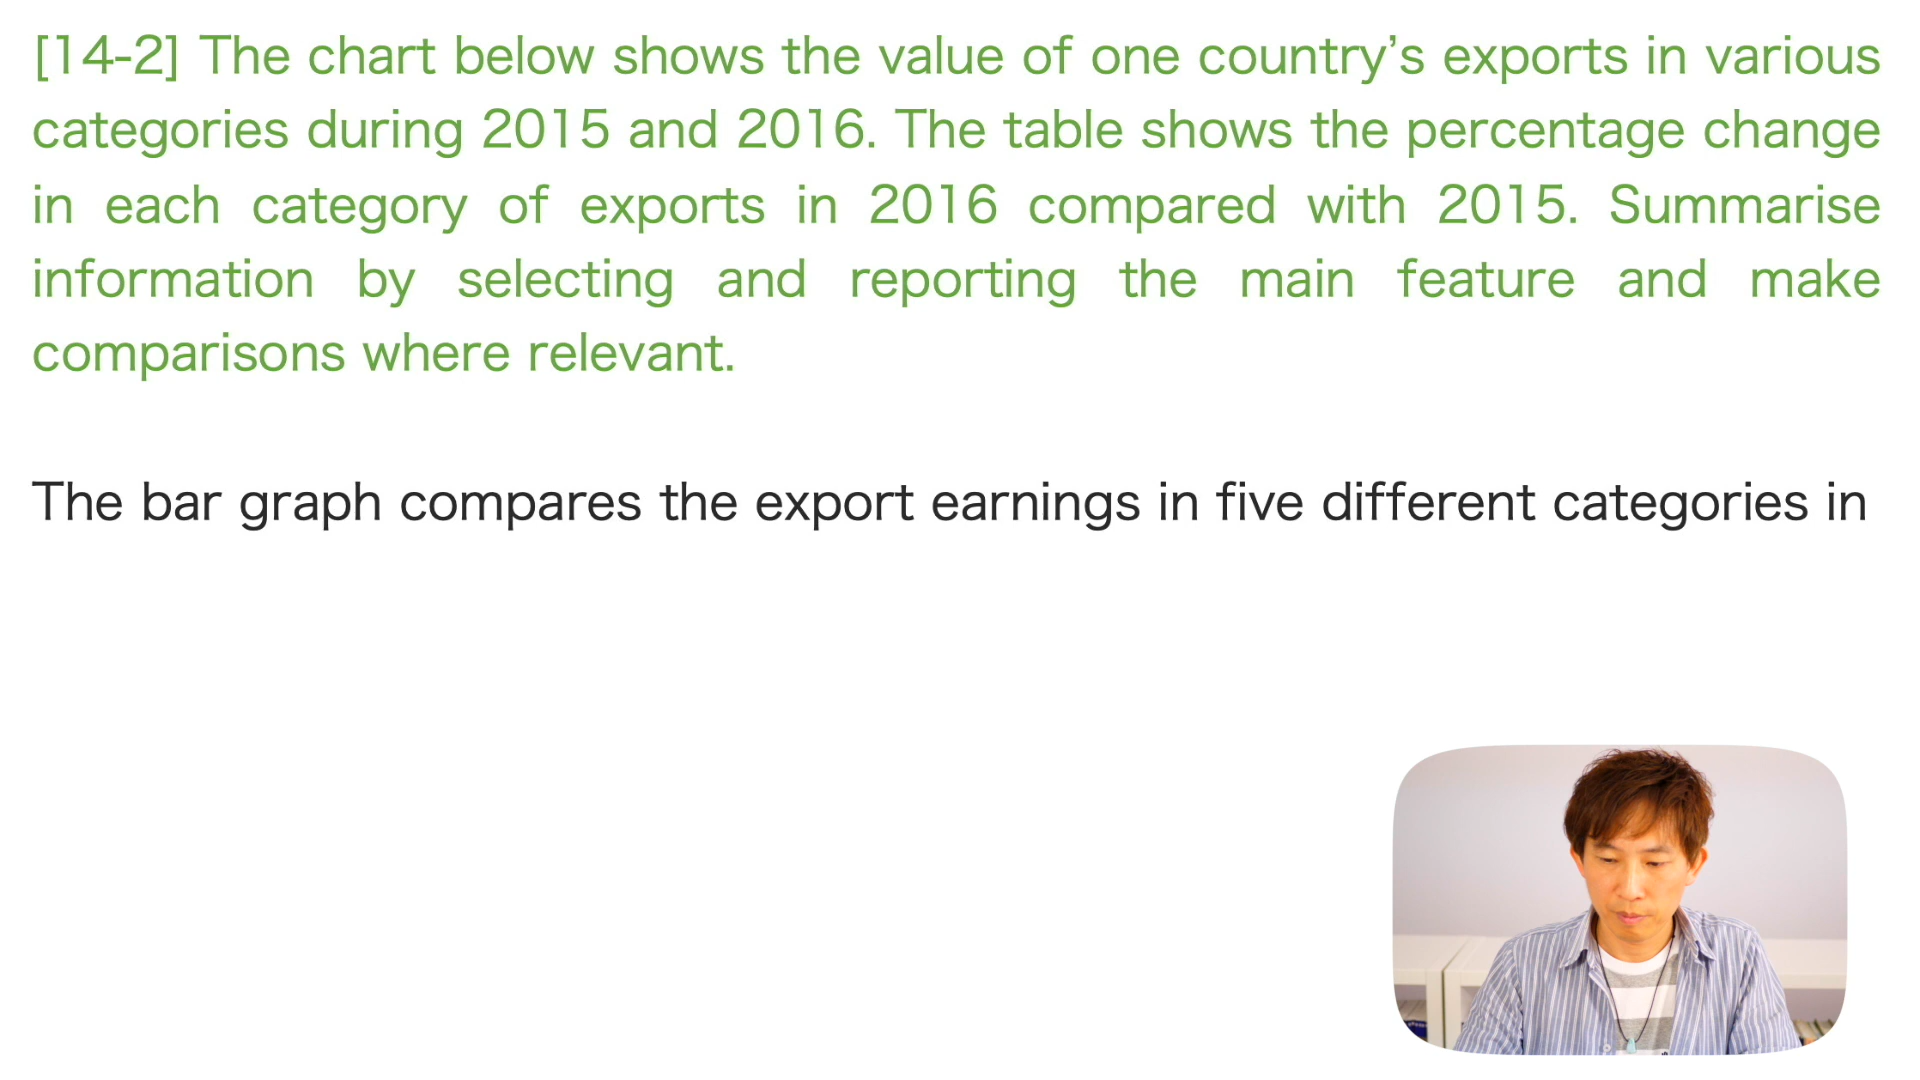 [14-2] The chart below shows the value of one country’s exports in various
categories during 2015 and 2016. The table shows the percentage change
in each category of exports in 2016 compared with 2015. Summarise
information by selecting and reporting the main feature and make
comparisons where relevant.
The bar graph compares the export earnings in five different categories in